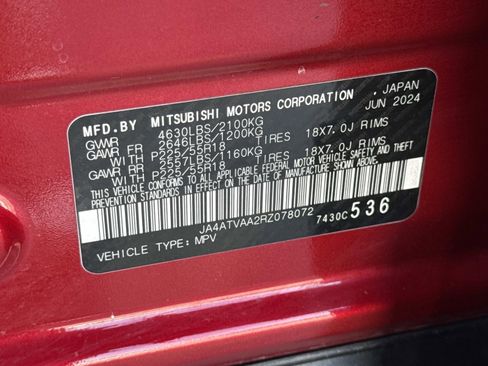 MFD.BY MITSUBISHI MOTORS CORPORATION , JAPAN
GVWR 4630LBS/2100KG JUN 2024
GAWR FR 2646LBS/1200KG
WITH P225/55R18 TIRES 18X7.0J RIMS
GAWR RR 2557LBS/1160KG
WITH P225/55R18 TIRES 18X7.0J RIMS
THIS VEHICLE CONFORMS TO ALL APPLICABLE FEDERAL MOTOR VEHICLE SAFETY, BUMPER
AND THEFT PREVENTION STANDARDS IN EFFECT ON THE DATE OF MANUFACTURE SHOWN ABOVE.
JA4ATVAA2RZ078072 7430C 536
VEHICLE TYPE: MPV